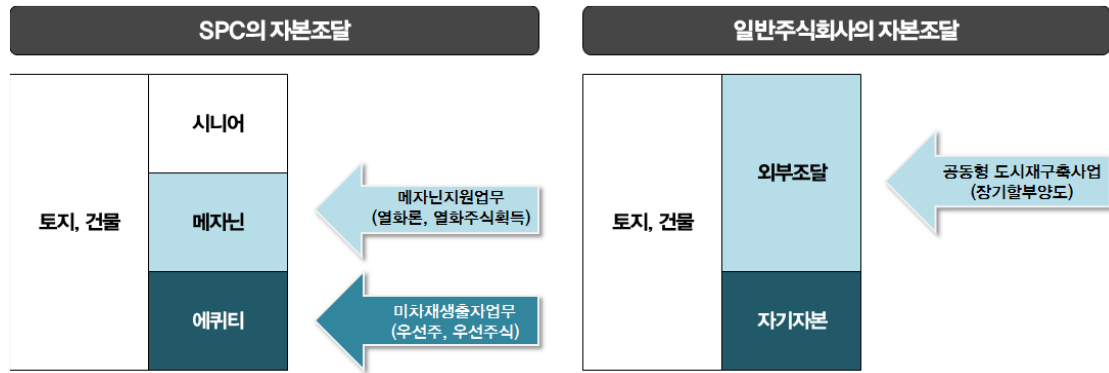 SPC의 자본조달
토지, 건물
시니어
메자닌
에쿼티
메자닌지원업무
(열화론, 열화주식획득)
미차재생출자업무
(우선주, 우선주식)
일반주식회사의 자본조달
토지, 건물
외부조달
자기자본
공동형 도시재구축사업
(장기할부양도)